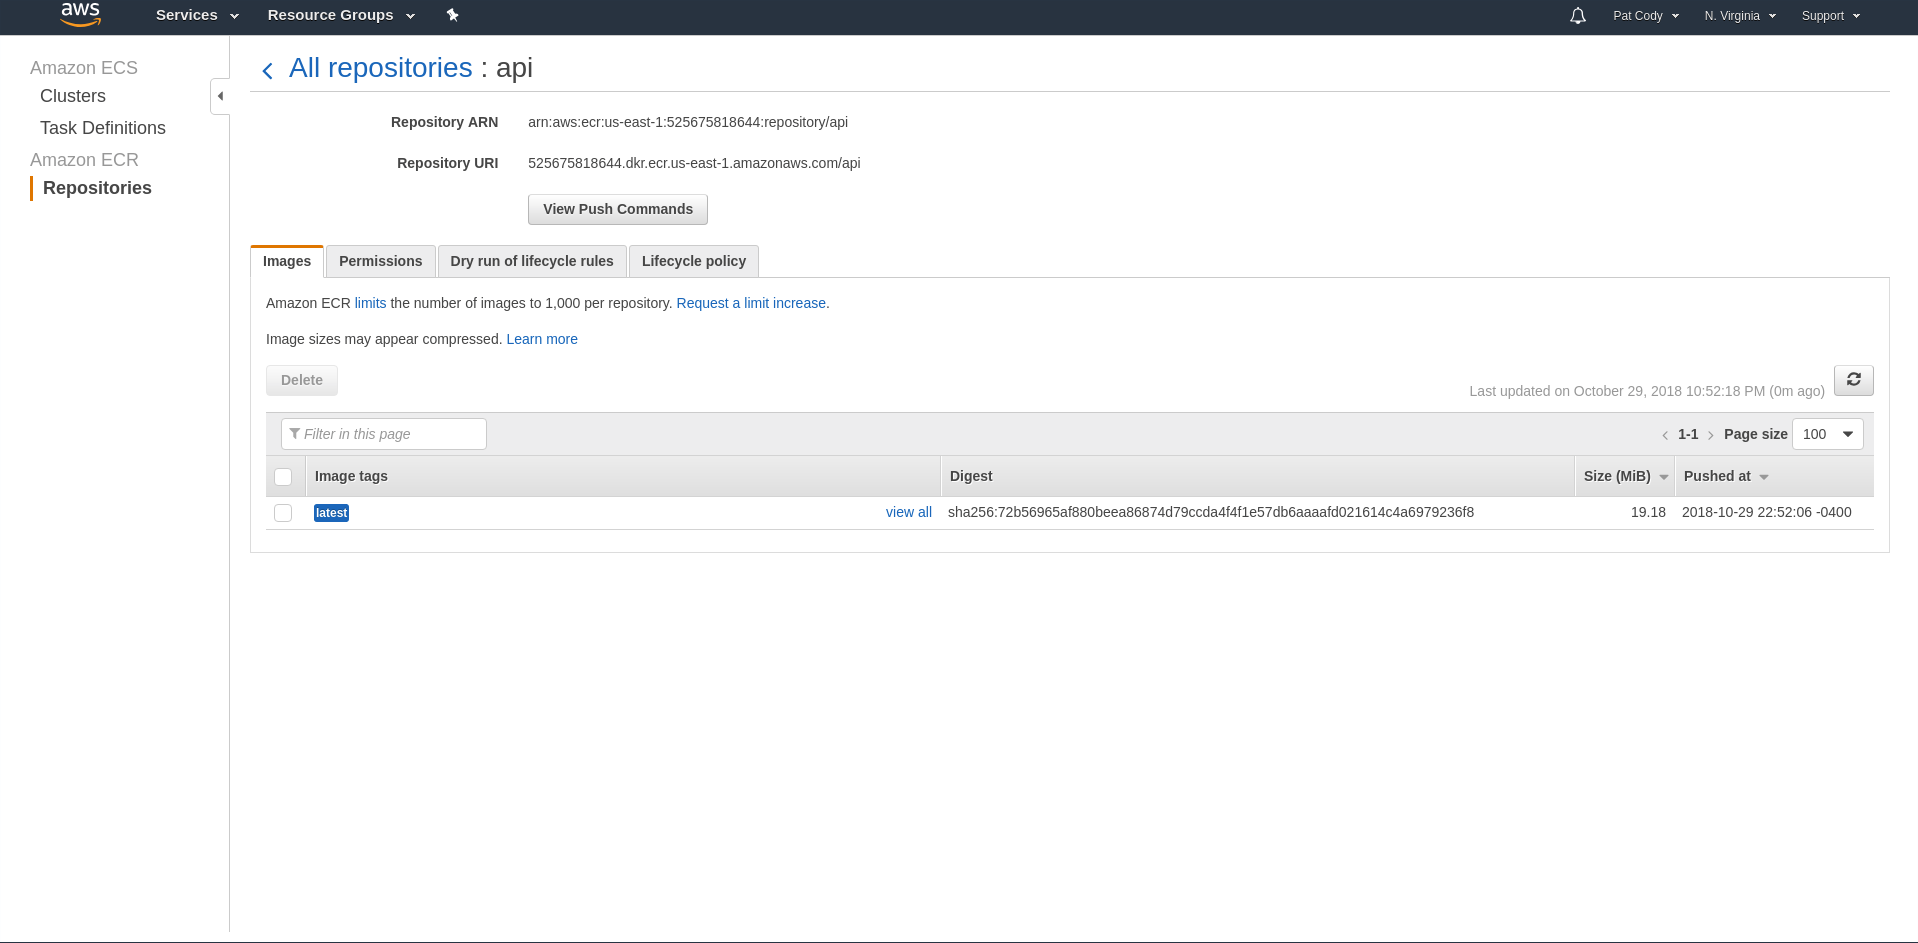 aws Services Resource Groups Pat Cody N. Virginia Support
Amazon ECS
Clusters
Task Definitions
Amazon ECR
Repositories
All repositories : api
Repository ARN arn:aws:ecr:us-east-1:525675818644:repository/api
Repository URI 525675818644.dkr.ecr.us-east-1.amazonaws.com/api
View Push Commands
Images Permissions Dry run of lifecycle rules Lifecycle policy
Amazon ECR limits the number of images to 1,000 per repository. Request a limit increase.
Image sizes may appear compressed. Learn more
Delete
Last updated on October 29, 2018 10:52:18 PM (0m ago)
Filter in this page 1-1 Page size 100
Image tags Digest Size (MiB) Pushed at
latest view all sha256:72b56965af880beea86874d79ccda4f4f1e57db6aaaafd021614c4a6979236f8 19.18 2018-10-29 22:52:06 -0400